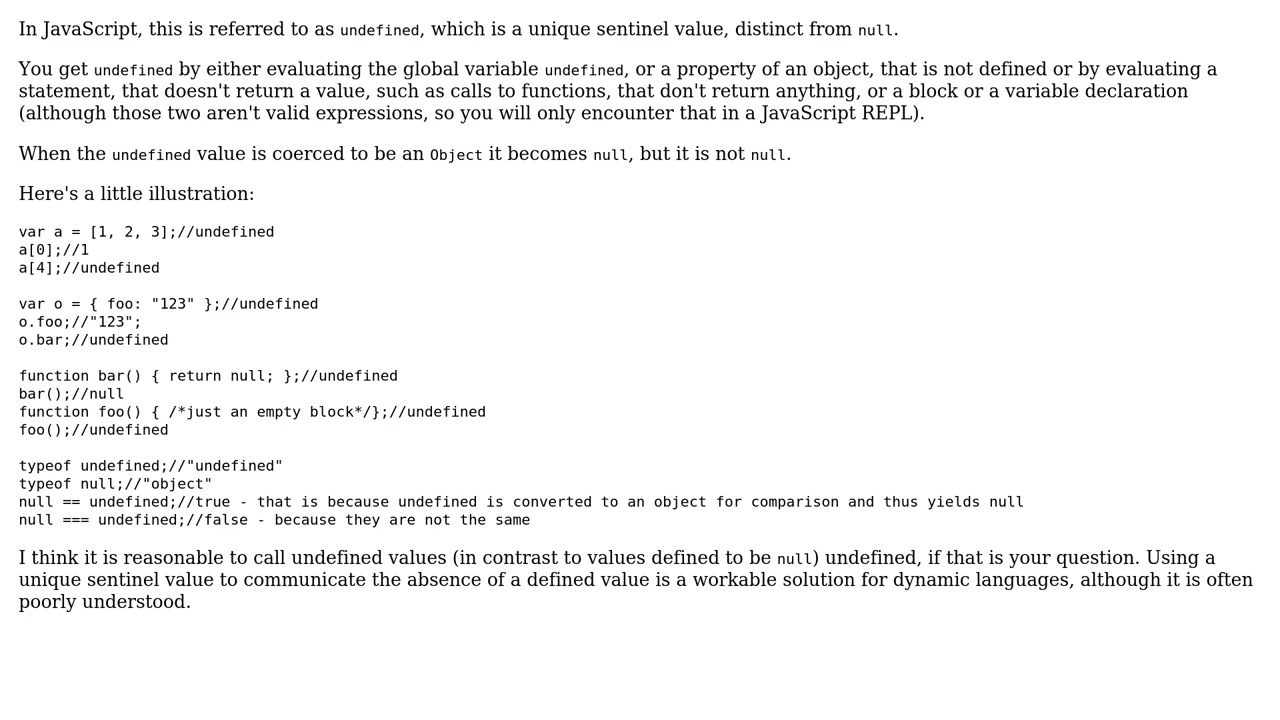 In JavaScript, this is referred to as undefined, which is a unique sentinel value, distinct from null.
You get undefined by either evaluating the global variable undefined, or a property of an object, that is not defined or by evaluating a
statement, that doesn't return a value, such as calls to functions, that don't return anything, or a block or a variable declaration
(although those two aren't valid expressions, so you will only encounter that in a JavaScript REPL).
When the undefined value is coerced to be an Object it becomes null, but it is not null.
Here's a little illustration:
var a = [1, 2, 3];//undefined
a[0];//1
a[4];//undefined
var o = { foo: "123" };//undefined
o.foo;//"123";
o.bar;//undefined
function bar() { return null; };//undefined
bar();//null
function foo() { /*just an empty block*/};//undefined
foo();//undefined
typeof undefined;//"undefined"
typeof null;//"object"
null == undefined;//true - that is because undefined is converted to an object for comparison and thus yields null
null === undefined;//false - because they are not the same
I think it is reasonable to call undefined values (in contrast to values defined to be null) undefined, if that is your question. Using a
unique sentinel value to communicate the absence of a defined value is a workable solution for dynamic languages, although it is often
poorly understood.